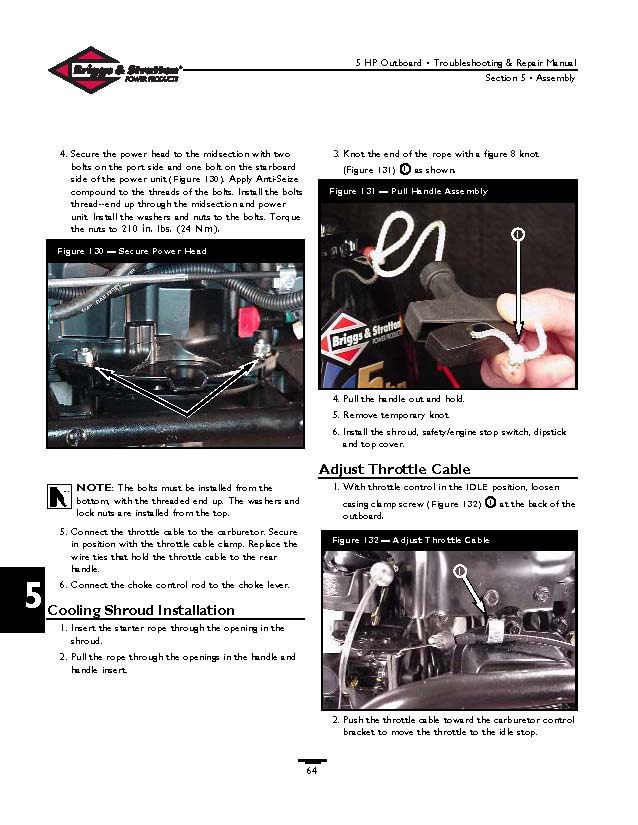 Briggs & Stratton
POWER PRODUCTS
5 HP Outboard • Troubleshooting & Repair Manual
Section 5 • Assembly
4. Secure the power head to the midsection with two
bolts on the port side and one bolt on the starboard
side of the power unit (Figure 130). Apply Anti-Seize
compound to the threads of the bolts. Install the bolts
thread--end up through the midsection and power
unit. Install the washers and nuts to the bolts. Torque
the nuts to 210 in. lbs. (24 Nm).
Figure 130 — Secure Power Head
NOTE: The bolts must be installed from the
bottom, with the threaded end up. The washers and
lock nuts are installed from the top.
5. Connect the throttle cable to the carburetor. Secure
in position with the throttle cable clamp. Replace the
wire ties that hold the throttle cable to the rear
handle.
6. Connect the choke control rod to the choke lever.
5
Cooling Shroud Installation
1. Insert the starter rope through the opening in the
shroud.
2. Pull the rope through the openings in the handle and
handle insert.
3. Knot the end of the rope with a figure 8 knot
(Figure 131) 1 as shown.
Figure 131 — Pull Handle Assembly
1
Briggs & Stratton
POWER PRODUCTS
5
4. Pull the handle out and hold.
5. Remove temporary knot.
6. Install the shroud, safety/engine stop switch, dipstick
and top cover.
Adjust Throttle Cable
1. With throttle control in the IDLE position, loosen
casing clamp screw (Figure 132) 1 at the back of the
outboard.
Figure 132 — Adjust Throttle Cable
1
2. Push the throttle cable toward the carburetor control
bracket to move the throttle to the idle stop.
64